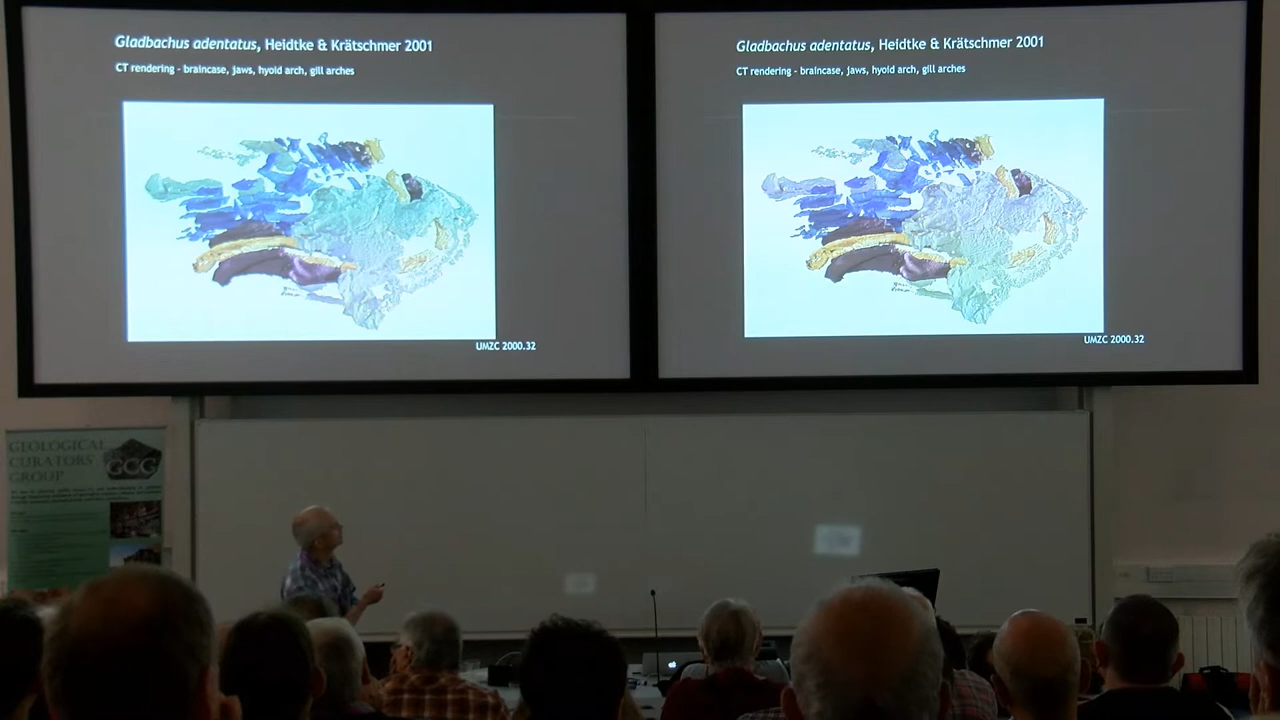 Gladbachus adentatus, Heidtke & Krätschmer 2001
CT rendering - braincase, jaws, hyoid arch, gill arches
UMZC 2000.32
Gladbachus adentatus, Heidtke & Krätschmer 2001
CT rendering - braincase, jaws, hyoid arch, gill arches
UMZC 2000.32
GEOLOGICAL
CURATORS'
GROUP
GCG